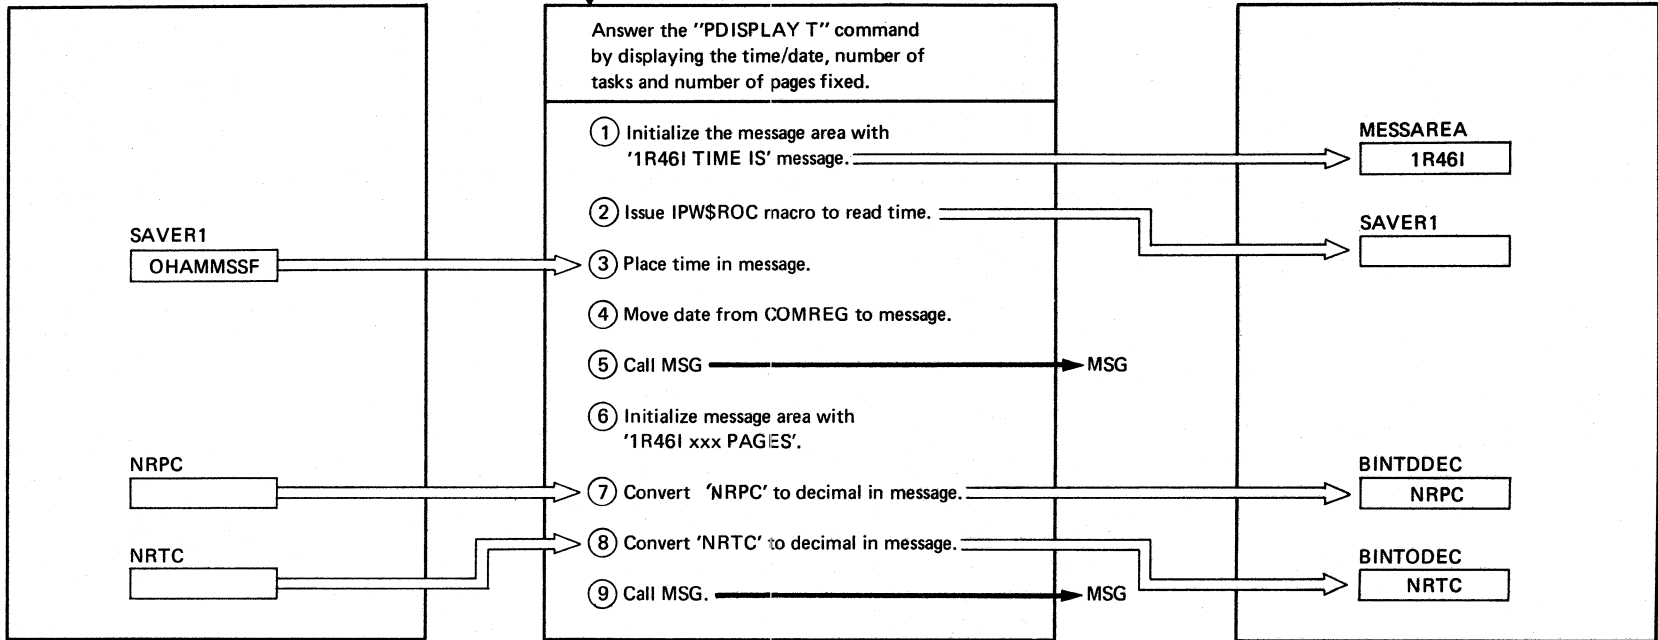 Answer the "PDISPLAY T" command
by displaying the time/date, number of
tasks and number of pages fixed.
① Initialize the message area with
'1R46I TIME IS' message.
MESSAREA
1R46I
② Issue IPW$ROC macro to read time.
SAVER1
SAVER1
OHAMMSSF
③ Place time in message.
④ Move date from COMREG to message.
⑤ Call MSG
MSG
⑥ Initialize message area with
'1R46I xxx PAGES'.
NRPC
⑦ Convert 'NRPC' to decimal in message.
BINTDDEC
NRPC
NRTC
⑧ Convert 'NRTC' to decimal in message.
BINTODEC
NRTC
⑨ Call MSG.
MSG